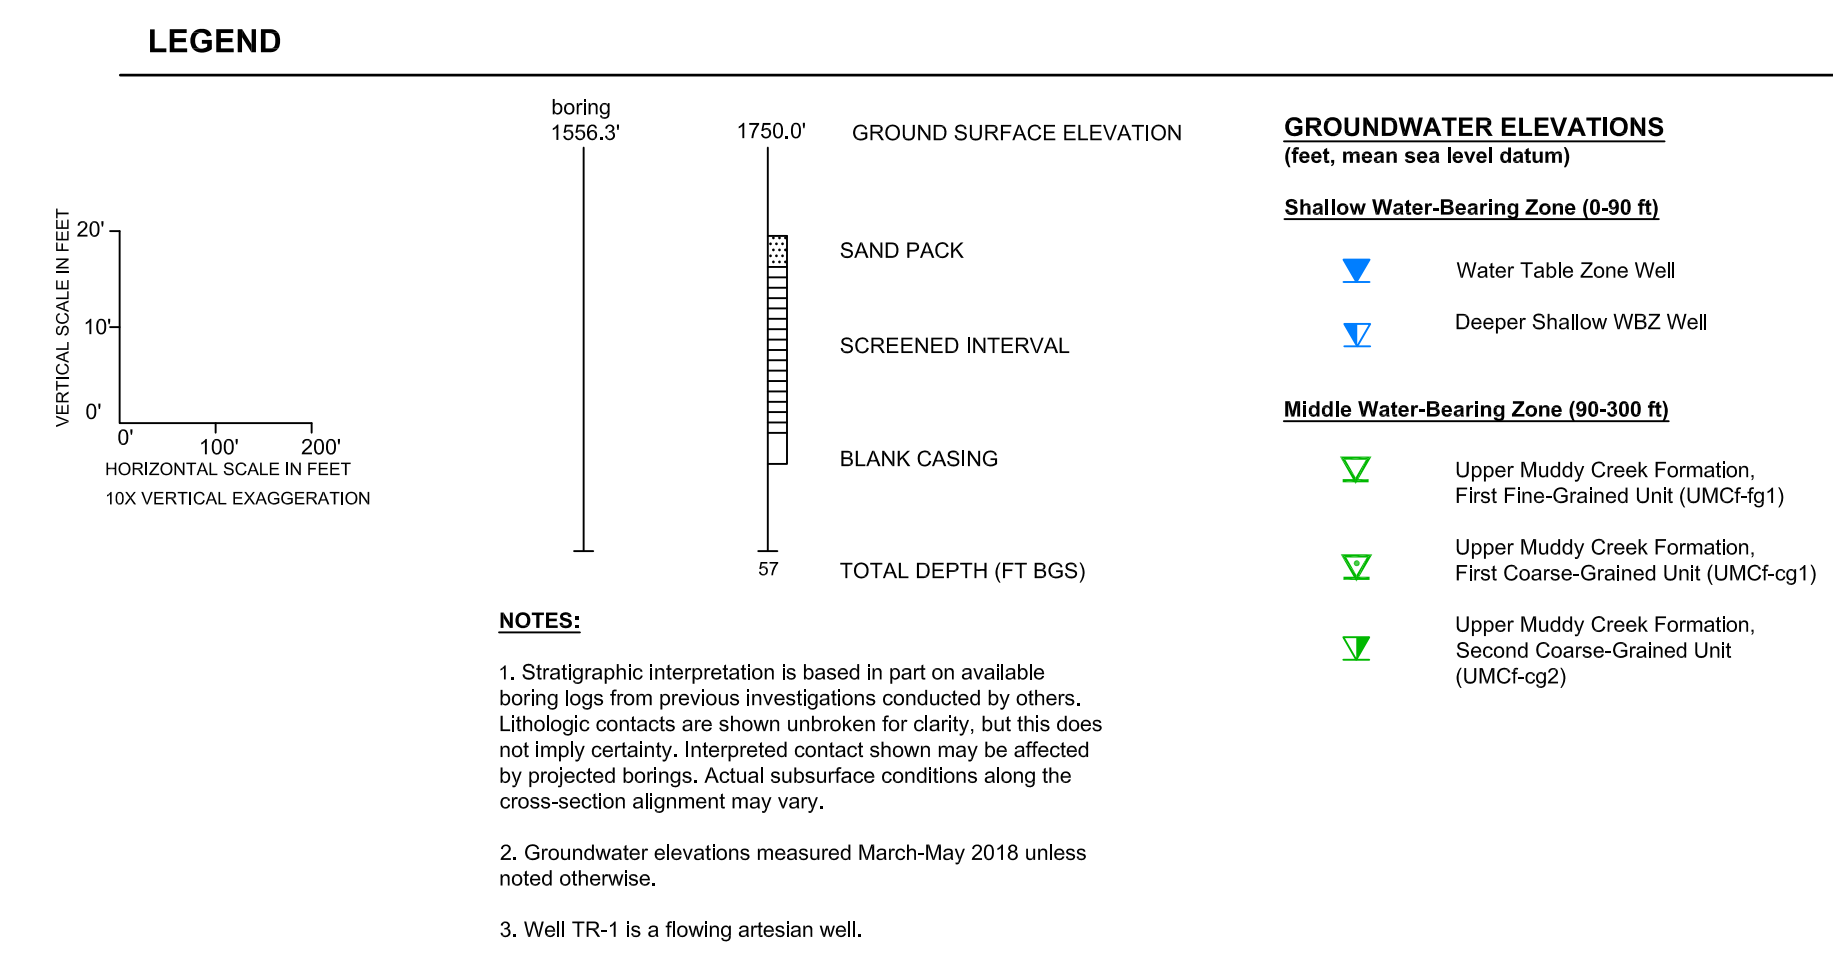 LEGEND
VERTICAL SCALE IN FEET
20'
10'
0'
0'
100'
200'
HORIZONTAL SCALE IN FEET
10X VERTICAL EXAGGERATION
boring
1556.3'
1750.0'
GROUND SURFACE ELEVATION
SAND PACK
SCREENED INTERVAL
BLANK CASING
57
TOTAL DEPTH (FT BGS)
NOTES:
1. Stratigraphic interpretation is based in part on available
boring logs from previous investigations conducted by others.
Lithologic contacts are shown unbroken for clarity, but this does
not imply certainty. Interpreted contact shown may be affected
by projected borings. Actual subsurface conditions along the
cross-section alignment may vary.
2. Groundwater elevations measured March-May 2018 unless
noted otherwise.
3. Well TR-1 is a flowing artesian well.
GROUNDWATER ELEVATIONS
(feet, mean sea level datum)
Shallow Water-Bearing Zone (0-90 ft)
Water Table Zone Well
Deeper Shallow WBZ Well
Middle Water-Bearing Zone (90-300 ft)
Upper Muddy Creek Formation,
First Fine-Grained Unit (UMCf-fg1)
Upper Muddy Creek Formation,
First Coarse-Grained Unit (UMCf-cg1)
Upper Muddy Creek Formation,
Second Coarse-Grained Unit
(UMCf-cg2)